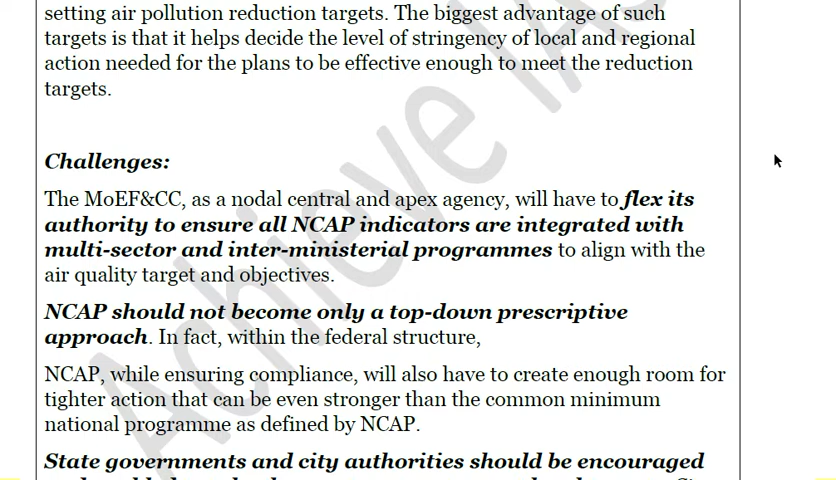 setting air pollution reduction targets. The biggest advantage of such
targets is that it helps decide the level of stringency of local and regional
action needed for the plans to be effective enough to meet the reduction
targets.
Challenges:
The MoEF&CC, as a nodal central and apex agency, will have to flex its
authority to ensure all NCAP indicators are integrated with
multi-sector and inter-ministerial programmes to align with the
air quality target and objectives.
NCAP should not become only a top-down prescriptive
approach. In fact, within the federal structure,
NCAP, while ensuring compliance, will also have to create enough room for
tighter action that can be even stronger than the common minimum
national programme as defined by NCAP.
State governments and city authorities should be encouraged
Achieve IAS